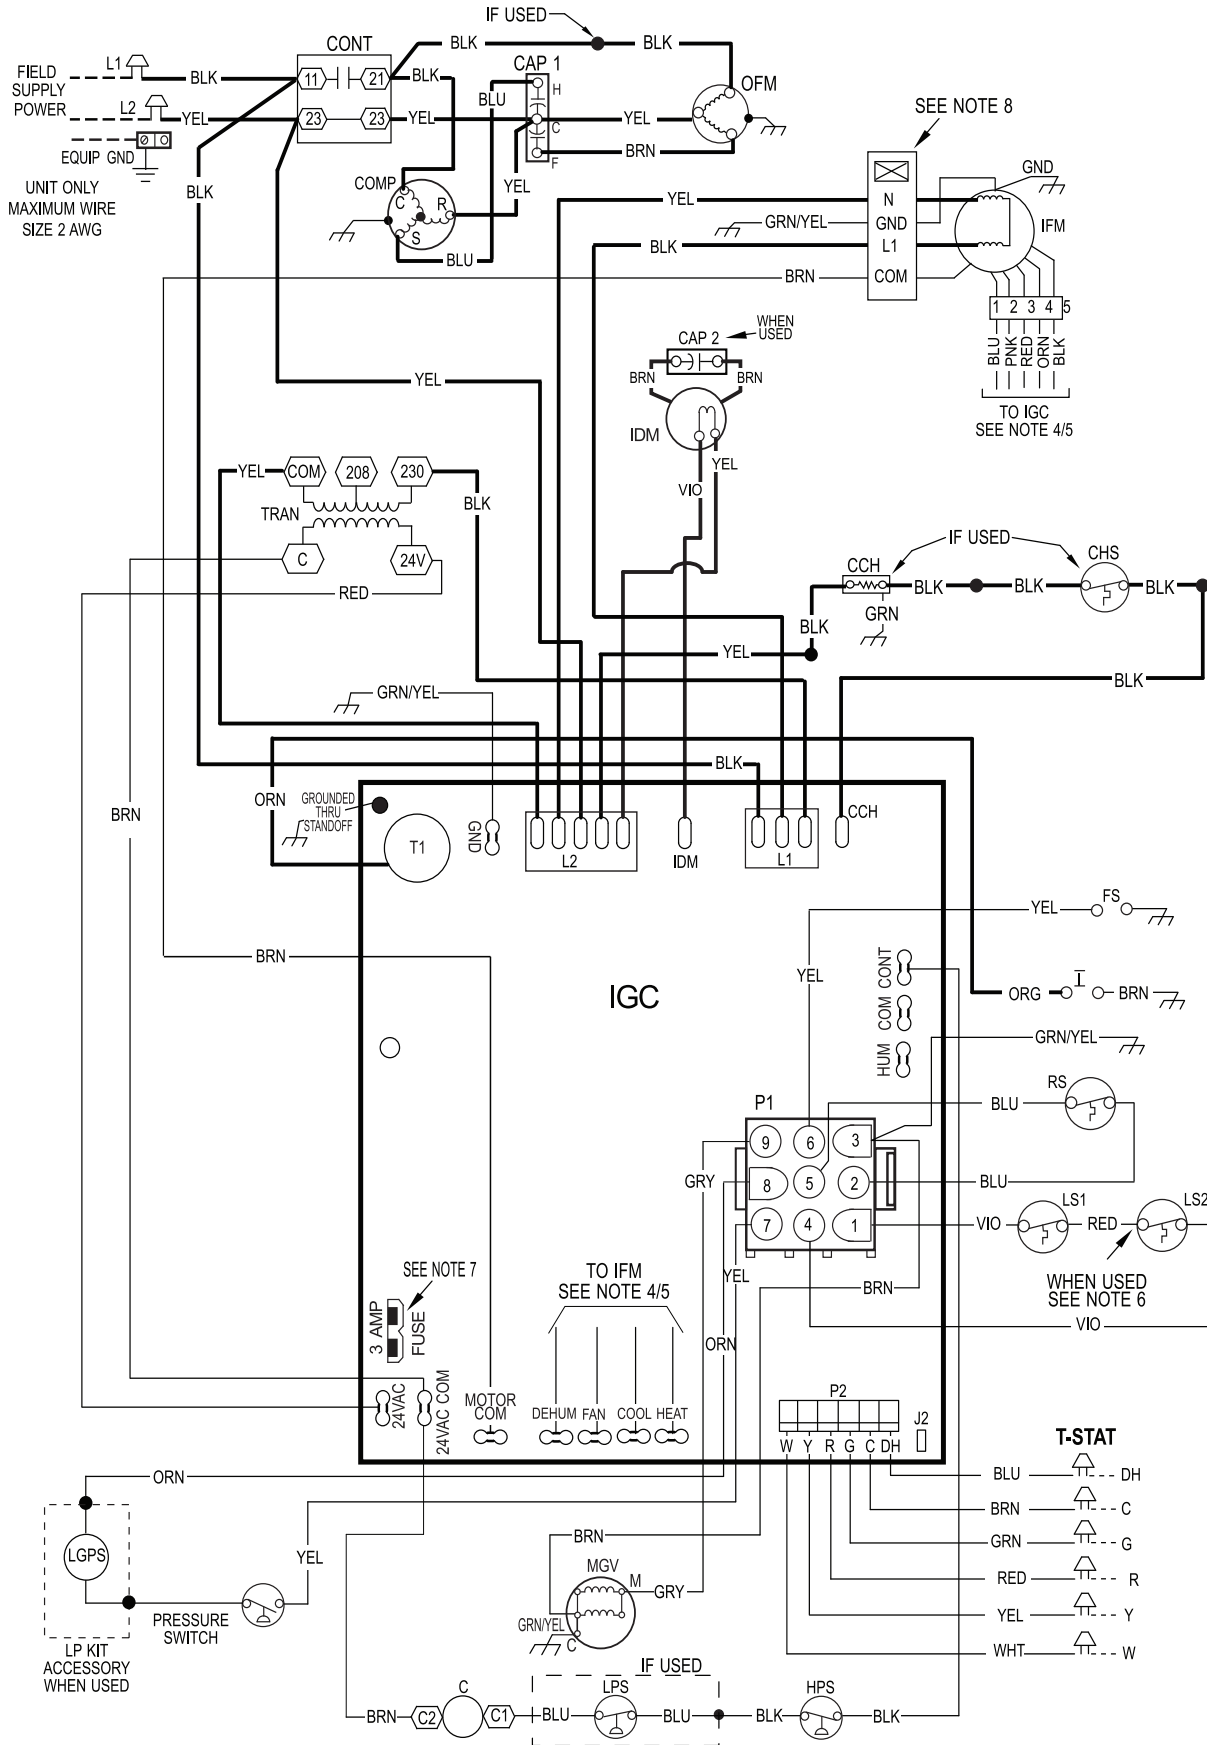 IF USED
BLK
BLK
CONT
L1
BLK
11
21
BLK
CAP 1
H
FIELD
SUPPLY
POWER
L2
YEL
23
23
YEL
BLU
C
YEL
OFM
F
BRN
EQUIP GND
UNIT ONLY
MAXIMUM WIRE
SIZE 2 AWG
BLK
COMP
C
R
S
YEL
BLU
SEE NOTE 8
YEL
N
GND
GRN/YEL
GND
IFM
BLK
L1
BRN
COM
1 2 3 4 5
BLU
PNK
RED
ORN
BLK
TO IGC
SEE NOTE 4/5
WHEN
USED
CAP 2
BRN
BRN
IDM
YEL
VIO
YEL
YEL
COM
208
230
BLK
TRAN
C
24V
RED
IF USED
CCH
CHS
BLK
BLK
BLK
GRN
BLK
YEL
BLK
GRN/YEL
BLK
BRN
ORN
GROUNDED
THRU
STANDOFF
T1
GND
L2
IDM
L1
CCH
YEL
FS
YEL
BRN
IGC
CONT
COM
HUM
ORG
I
BRN
GRN/YEL
P1
BLU
RS
9 6 3
GRY
8 5 2
BLU
7 4 1
VIO
LS1
RED
LS2
YEL
BRN
WHEN USED
SEE NOTE 6
VIO
SEE NOTE 7
3 AMP
FUSE
TO IFM
SEE NOTE 4/5
ORN
24VAC
24VAC COM
MOTOR
COM
DEHUM FAN COOL HEAT
P2
J2
W Y R G C DH
T-STAT
BLU
DH
BRN
C
GRN
G
RED
R
YEL
Y
WHT
W
ORN
LGPS
YEL
PRESSURE
SWITCH
LP KIT
ACCESSORY
WHEN USED
BRN
MGV
M
GRY
GRN/YEL
C
IF USED
BRN
C2
C
C1
BLU
LPS
BLU
BLK
HPS
BLK